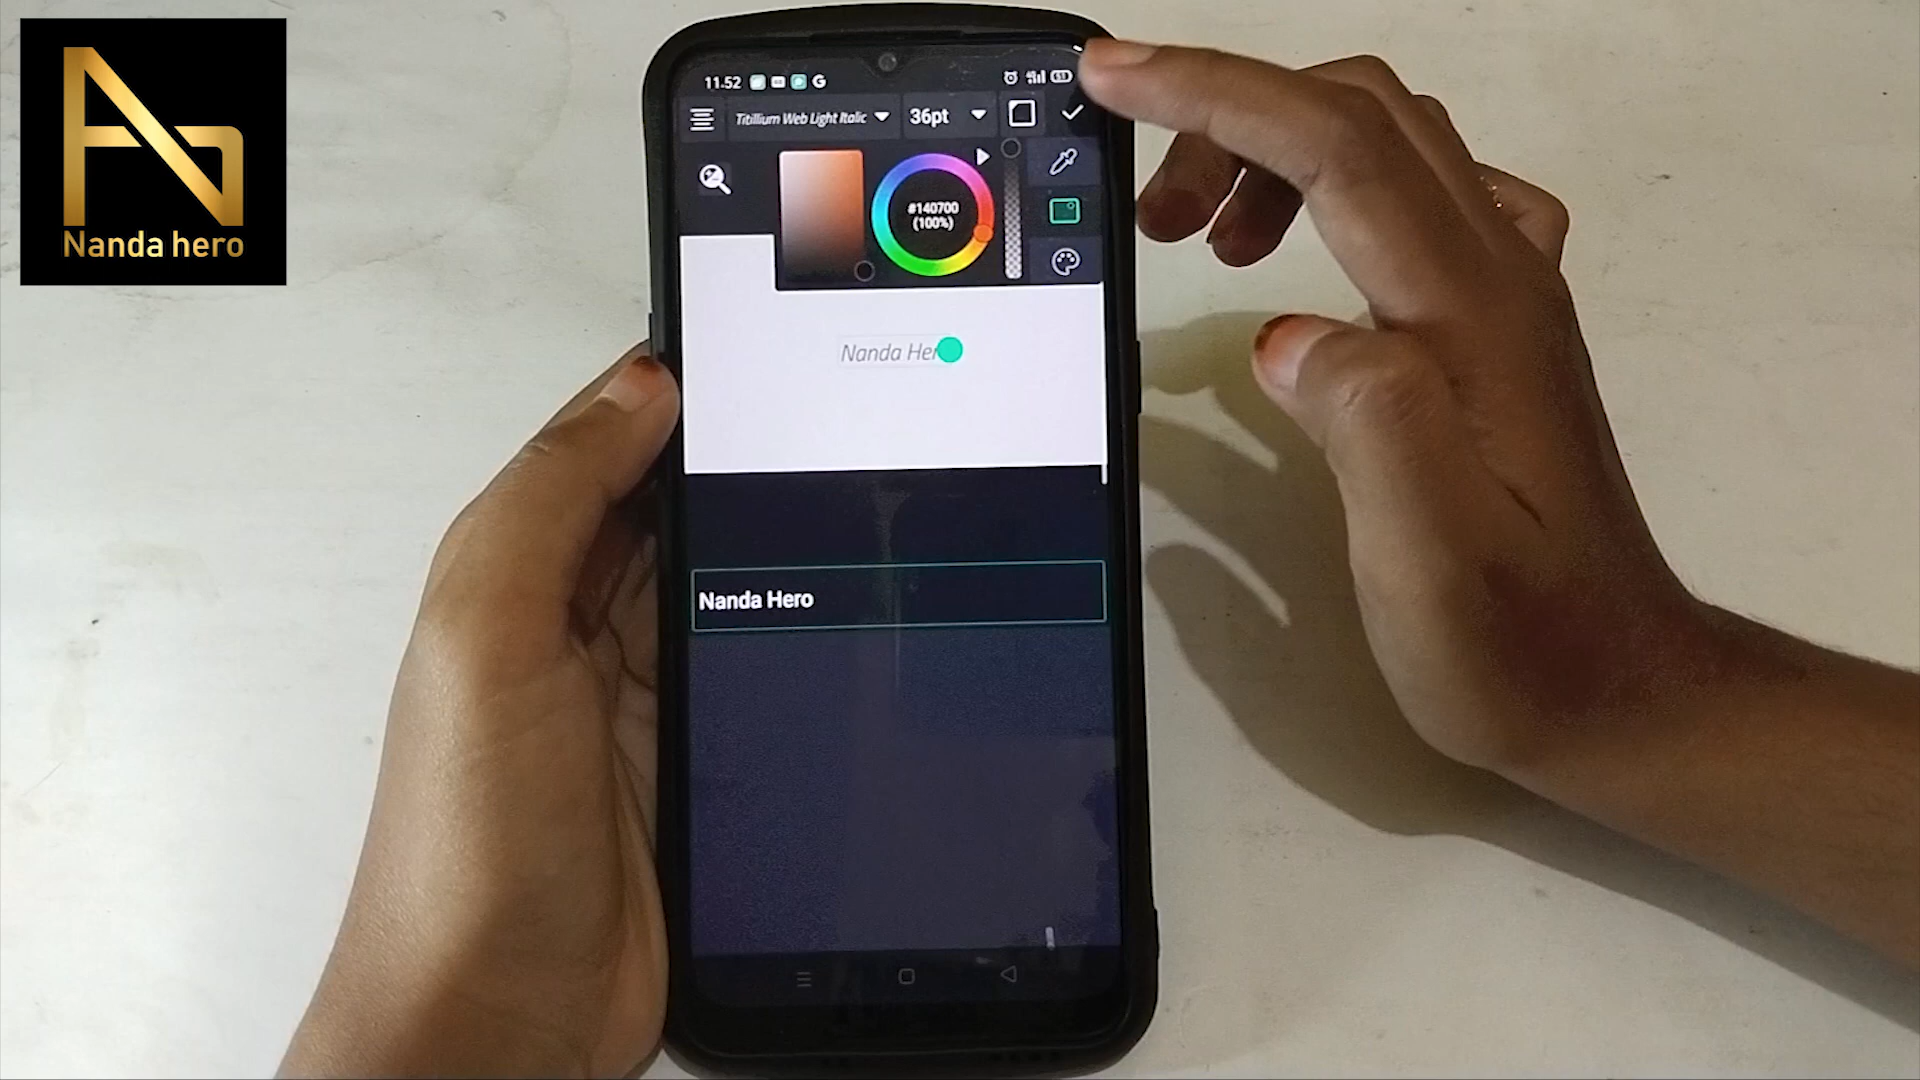 Nanda hero
11.52
Titillium Web Light Italic
36pt
#140700
(100%)
Nanda Her
Nanda Hero